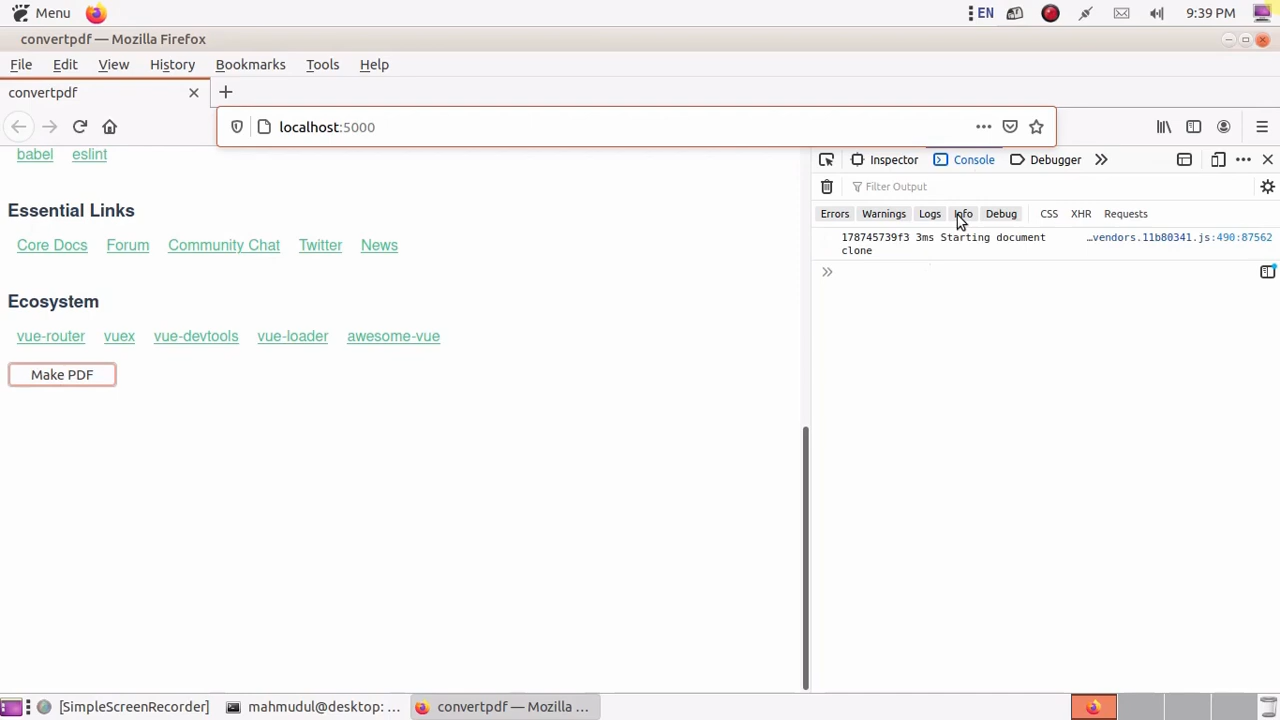 Menu EN 9:39 PM
convertpdf — Mozilla Firefox
File Edit View History Bookmarks Tools Help
convertpdf
localhost:5000
babel eslint
Essential Links
Core Docs Forum Community Chat Twitter News
Ecosystem
vue-router vuex vue-devtools vue-loader awesome-vue
Make PDF
Inspector Console Debugger
Filter Output
Errors Warnings Logs Info Debug CSS XHR Requests
178745739f3 3ms Starting document …vendors.11b80341.js:490:87562
clone
[SimpleScreenRecorder] mahmudul@desktop: ... convertpdf — Mozilla ...